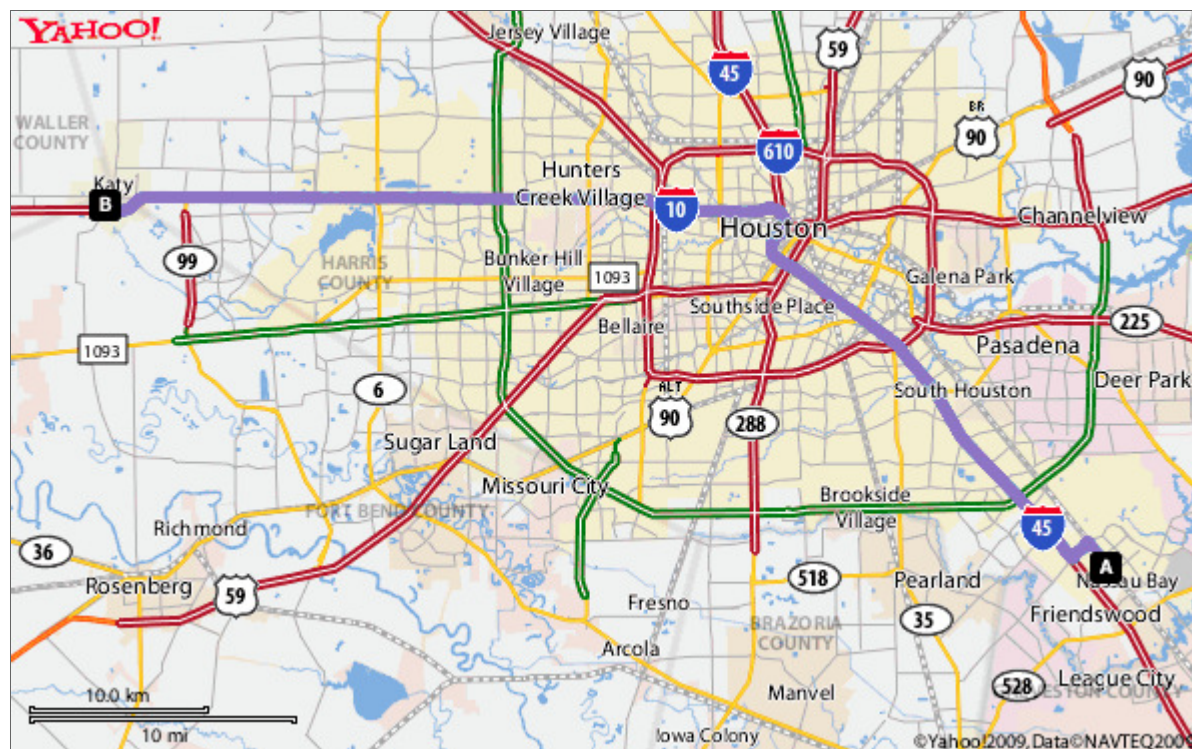 YAHOO!
Jersey Village
59
45
90
WALLER
COUNTY
BR
90
610
Hunters
Creek Village
Katy
B
10
Houston
Channelview
99
HARRIS
COUNTY
Bunker Hill
Village
1093
Galena Park
Southside Place
Bellaire
225
1093
Pasadena
6
ALT
90
South Houston
Deer Park
288
Sugar Land
Missouri City
Brookside
Village
FORT BEND COUNTY
45
Richmond
36
A
Rosenberg
59
518
Pearland
Nassau Bay
Fresno
35
Friendswood
BRAZORIA
COUNTY
Arcola
10.0 km
528
League City
GALVESTON COUNTY
Manvel
10 mi
Iowa Colony
©Yahoo!2009, Data©NAVTEQ2009